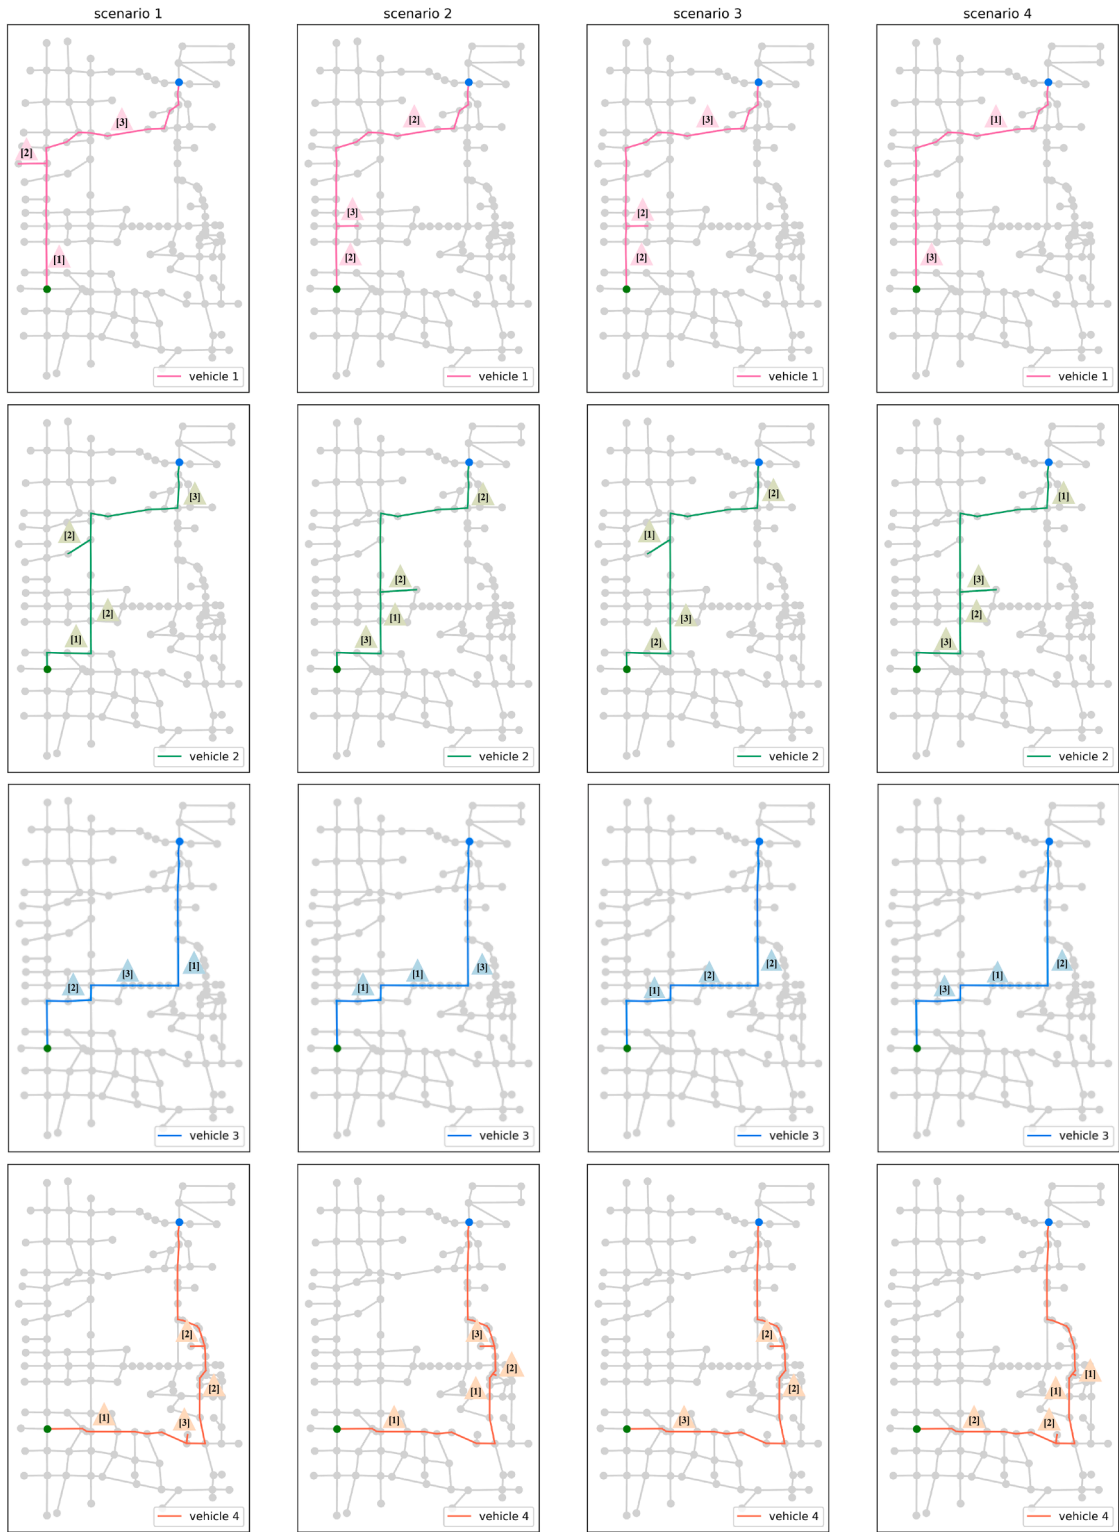 scenario 1
scenario 2
scenario 3
scenario 4
[3]
[2]
[1]
vehicle 1
[2]
[3]
[2]
vehicle 1
[3]
[2]
[2]
vehicle 1
[1]
[3]
vehicle 1
[3]
[2]
[2]
[1]
vehicle 2
[2]
[2]
[1]
[3]
vehicle 2
[2]
[1]
[3]
[2]
vehicle 2
[1]
[3]
[2]
[3]
vehicle 2
[1]
[3]
[2]
vehicle 3
[3]
[1]
[1]
vehicle 3
[2]
[2]
[1]
vehicle 3
[2]
[1]
[3]
vehicle 3
[2]
[2]
[1]
[3]
vehicle 4
[3]
[2]
[1]
[1]
vehicle 4
[2]
[2]
[3]
vehicle 4
[1]
[1]
[2]
[2]
vehicle 4